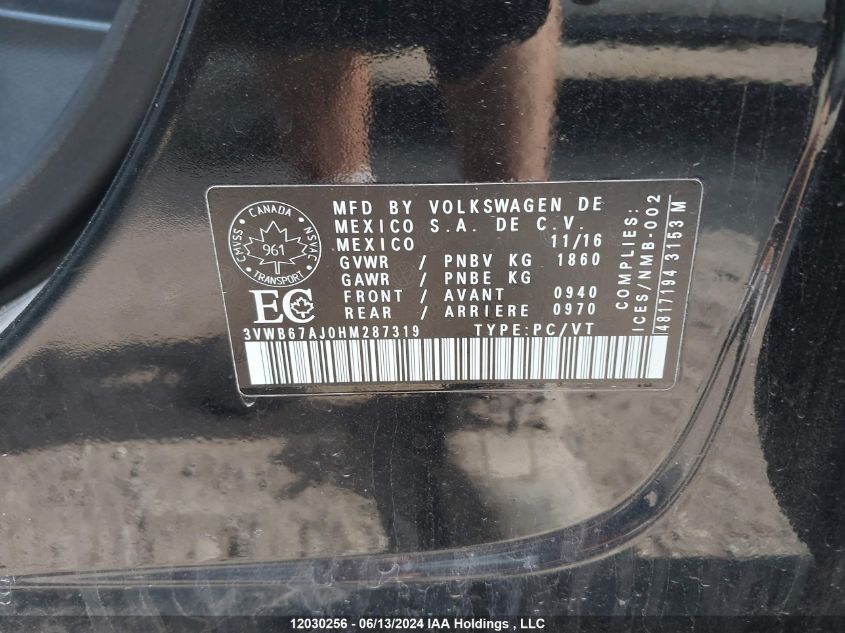 CANADA
CMVSS
NSVAC
961
TRANSPORT
EC
MFD BY VOLKSWAGEN DE
MEXICO S.A. DE C.V.
MEXICO 11/16
GVWR / PNBV KG 1860
GAWR / PNBE KG
FRONT / AVANT 0940
REAR / ARRIERE 0970
3VWB67AJ0HM287319 TYPE:PC/VT
COMPLIES:
ICES/NMB-002
4817194 3153 M
12030256 - 06/13/2024 IAA Holdings, LLC